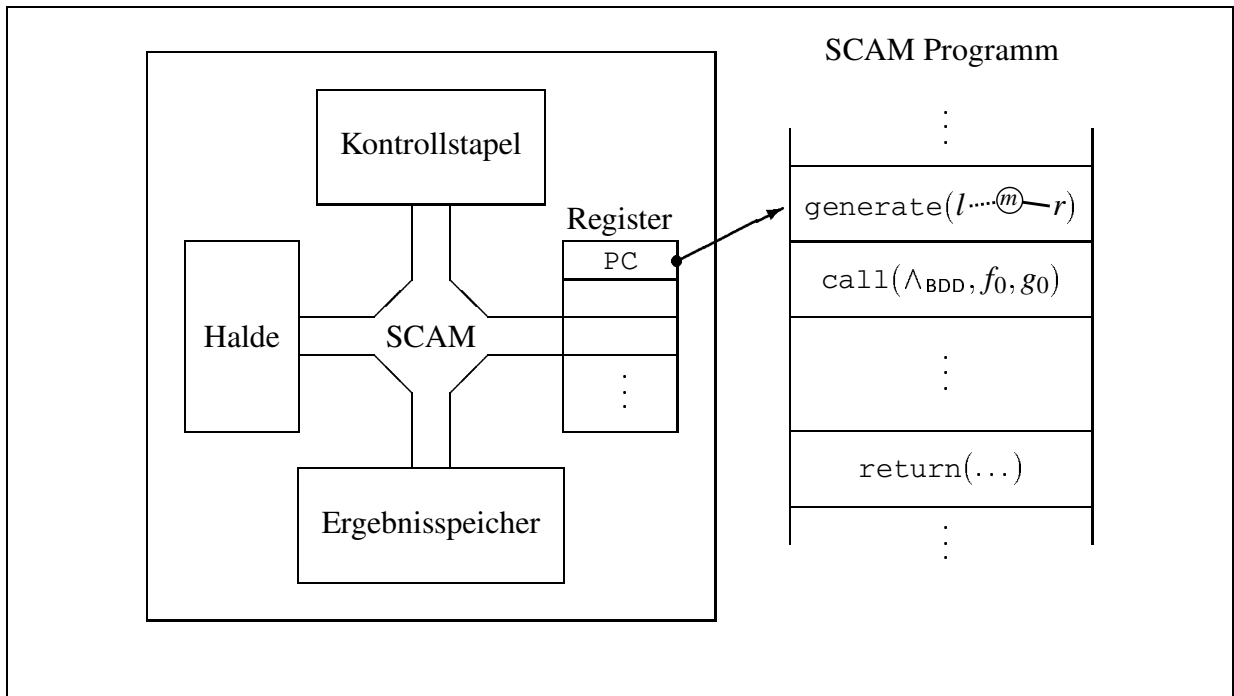 SCAM Programm
Kontrollstapel
Register
PC
Halde
SCAM
Ergebnisspeicher
generate(l m r)
call(∧BDD, f0, g0)
return(...)